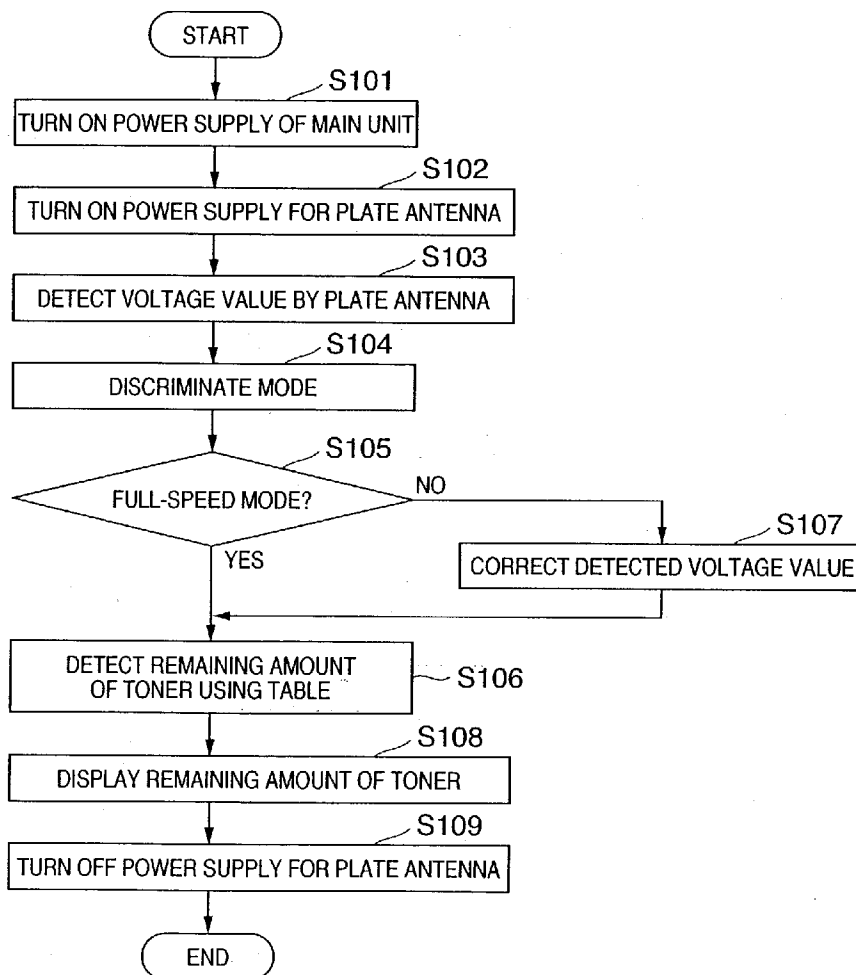 START
S101
TURN ON POWER SUPPLY OF MAIN UNIT
S102
TURN ON POWER SUPPLY FOR PLATE ANTENNA
S103
DETECT VOLTAGE VALUE BY PLATE ANTENNA
S104
DISCRIMINATE MODE
S105
FULL-SPEED MODE?
NO
YES
S107
CORRECT DETECTED VOLTAGE VALUE
DETECT REMAINING AMOUNT
OF TONER USING TABLE
S106
S108
DISPLAY REMAINING AMOUNT OF TONER
S109
TURN OFF POWER SUPPLY FOR PLATE ANTENNA
END